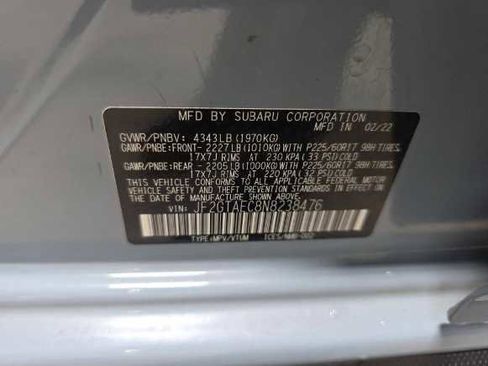 MFD. BY SUBARU CORPORATION
IN 02/22
GVWR/PNBV: 4343LB (1970KG)
GAWR/PNBE:FRONT- 2227LB (1010KG) WITH P225/60R17 98H TIRES,
17X7J RIMS AT 230 KPA (33 PSI) COLD
GAWR/PNBE:REAR - 2205LB (1000KG) WITH P225/60R17 98H TIRES,
17X7J RIMS AT 220 KPA (32 PSI) COLD
THIS VEHICLE CONFORMS TO ALL APPLICABLE FEDERAL MOTOR
VEHICLE SAFETY AND THEFT PREVENTION STANDARDS IN EFFECT ON
THE DATE OF MANUFACTURE SHOWN ABOVE.
VIN: JF2GTAEC8N8238476
TYPE:MPV/VTUM